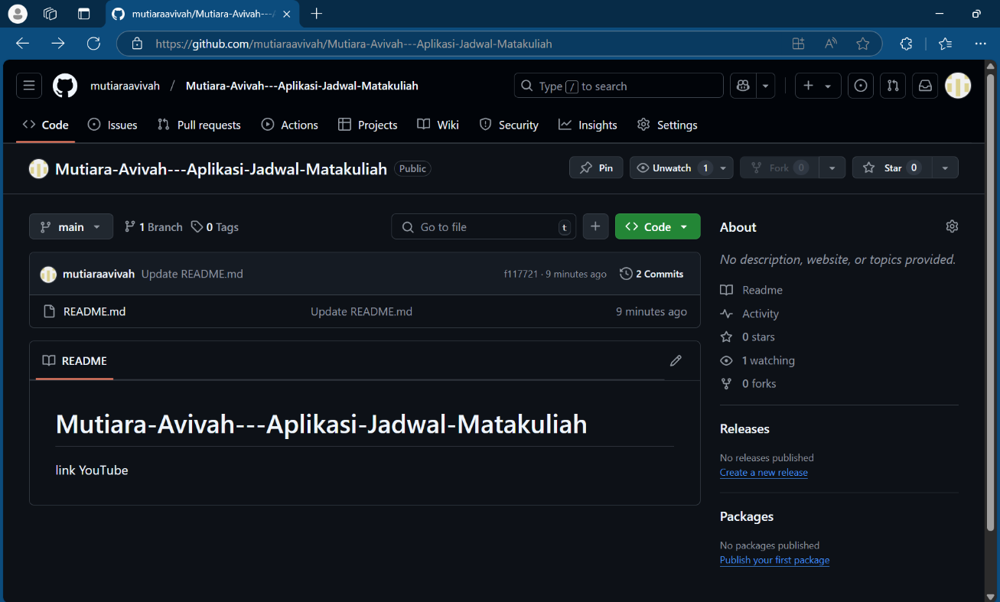 mutiaraavivah/Mutiara-Avivah---/
https://github.com/mutiaraavivah/Mutiara-Avivah---Aplikasi-Jadwal-Matakuliah
mutiaraavivah / Mutiara-Avivah---Aplikasi-Jadwal-Matakuliah
Type / to search
Code Issues Pull requests Actions Projects Wiki Security Insights Settings
Mutiara-Avivah---Aplikasi-Jadwal-Matakuliah Public
Pin Unwatch 1 Fork 0 Star 0
main 1 Branch 0 Tags Go to file t Code
mutiaraavivah Update README.md f117721 · 9 minutes ago 2 Commits
README.md Update README.md 9 minutes ago
README
Mutiara-Avivah---Aplikasi-Jadwal-Matakuliah
link YouTube
About
No description, website, or topics provided.
Readme
Activity
0 stars
1 watching
0 forks
Releases
No releases published
Create a new release
Packages
No packages published
Publish your first package